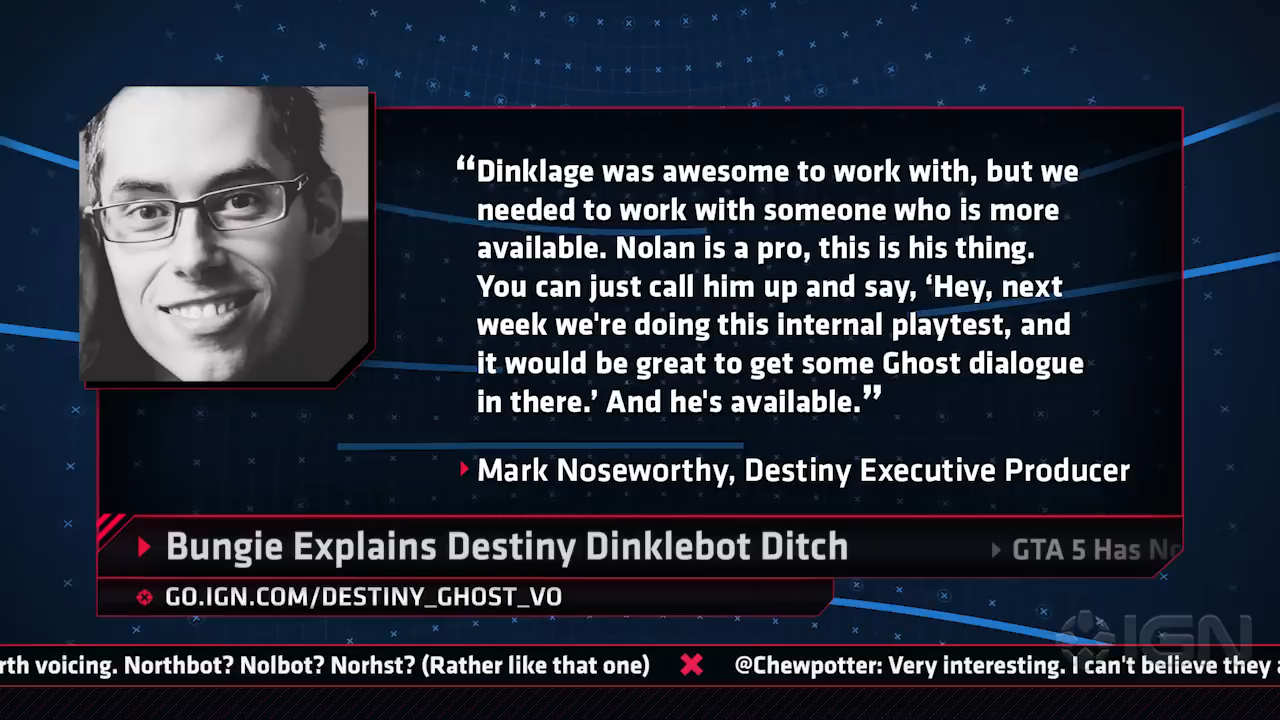 “Dinklage was awesome to work with, but we
needed to work with someone who is more
available. Nolan is a pro, this is his thing.
You can just call him up and say, ‘Hey, next
week we're doing this internal playtest, and
it would be great to get some Ghost dialogue
in there.’ And he's available.”
Mark Noseworthy, Destiny Executive Producer
Bungie Explains Destiny Dinklebot Ditch
GTA 5 Has
GO.IGN.COM/DESTINY_GHOST_VO
IGN
rth voicing. Northbot? Nolbot? Norhst? (Rather like that one) @Chewpotter: Very interesting. I can't believe they